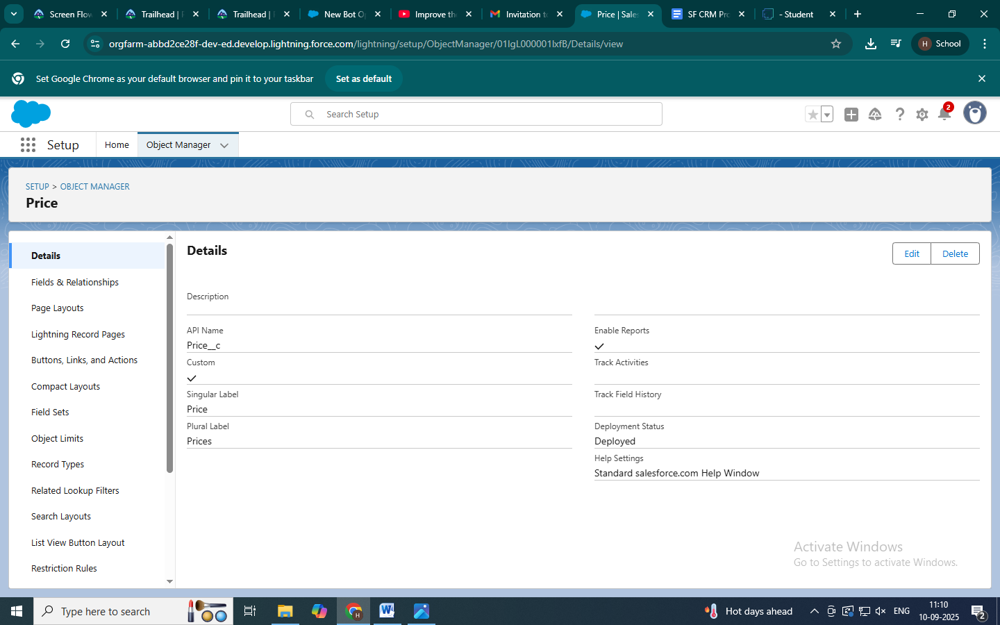 Screen Flow
Trailhead |
Trailhead |
New Bot O
Improve th
Invitation t
Price | Sales
SF CRM Pr
- Student
orgfarm-abbd2ce28f-dev-ed.develop.lightning.force.com/lightning/setup/ObjectManager/01IgL000001lxfB/Details/view
H
School
Set Google Chrome as your default browser and pin it to your taskbar
Set as default
Search Setup
2
Setup
Home
Object Manager
SETUP > OBJECT MANAGER
Price
Details
Fields & Relationships
Page Layouts
Lightning Record Pages
Buttons, Links, and Actions
Compact Layouts
Field Sets
Object Limits
Record Types
Related Lookup Filters
Search Layouts
List View Button Layout
Restriction Rules
Details
Edit
Delete
Description
API Name
Price__c
Custom
Singular Label
Price
Plural Label
Prices
Enable Reports
Track Activities
Track Field History
Deployment Status
Deployed
Help Settings
Standard salesforce.com Help Window
Activate Windows
Go to Settings to activate Windows.
Type here to search
H
W
Hot days ahead
ENG
11:10
10-09-2025
2